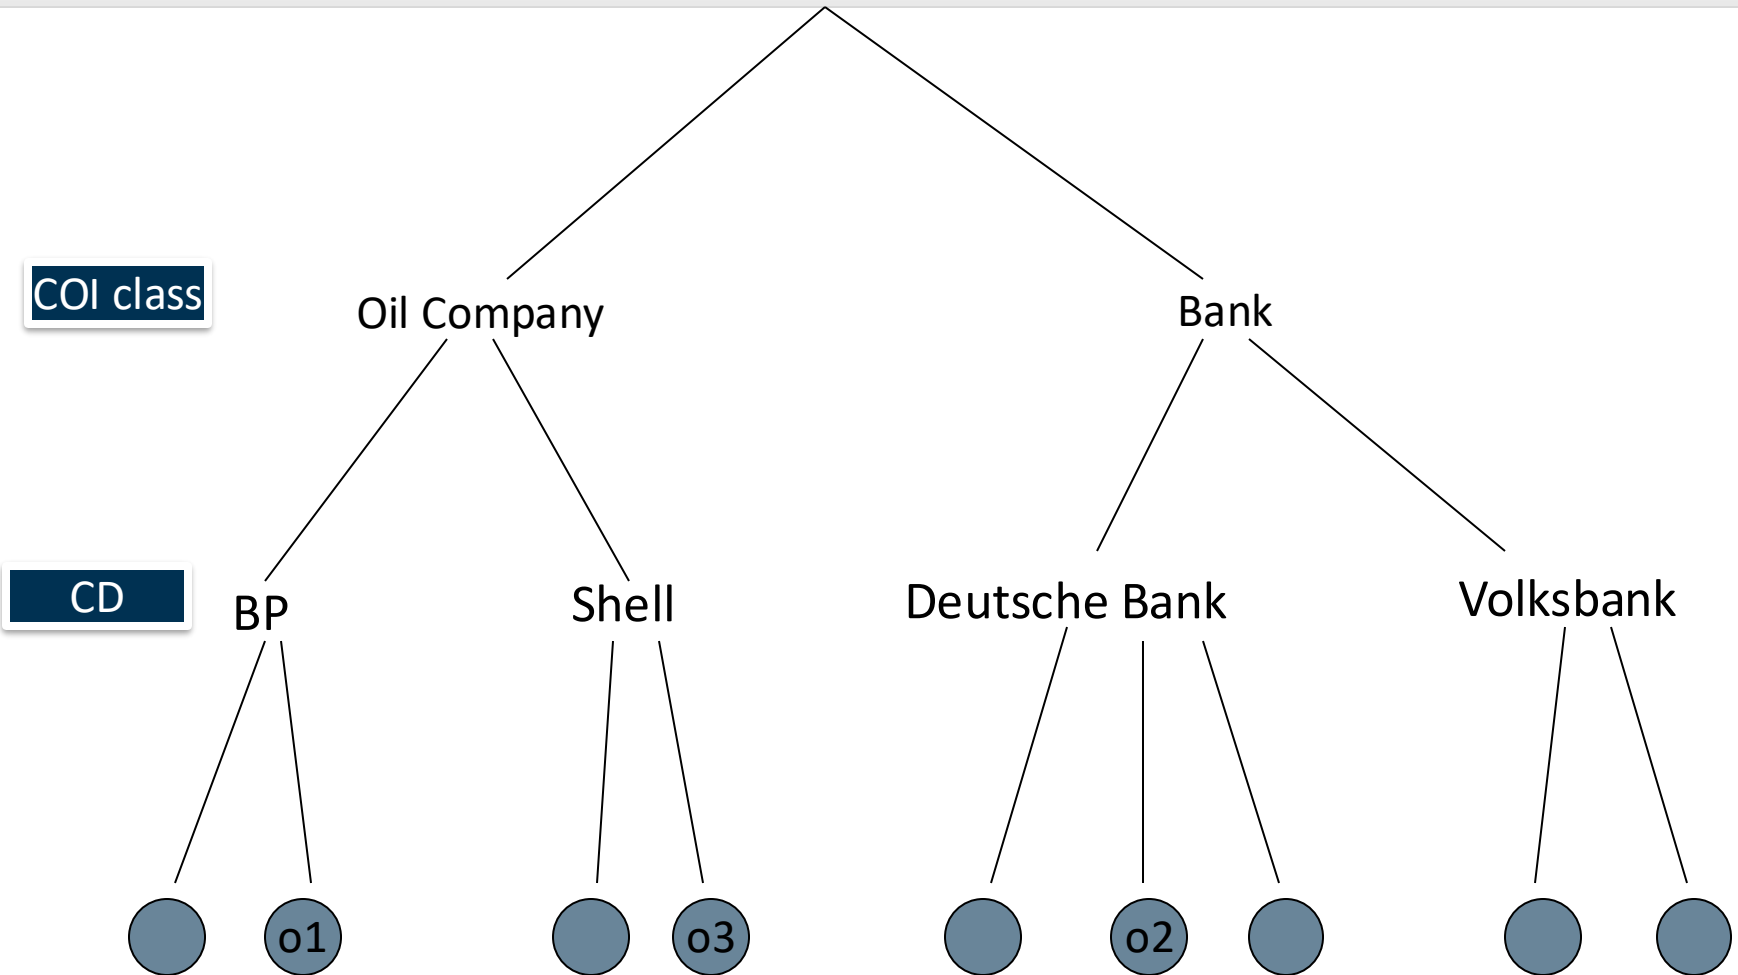 COI class
Oil Company
Bank
CD
BP
Shell
Deutsche Bank
Volksbank
o1
o3
o2